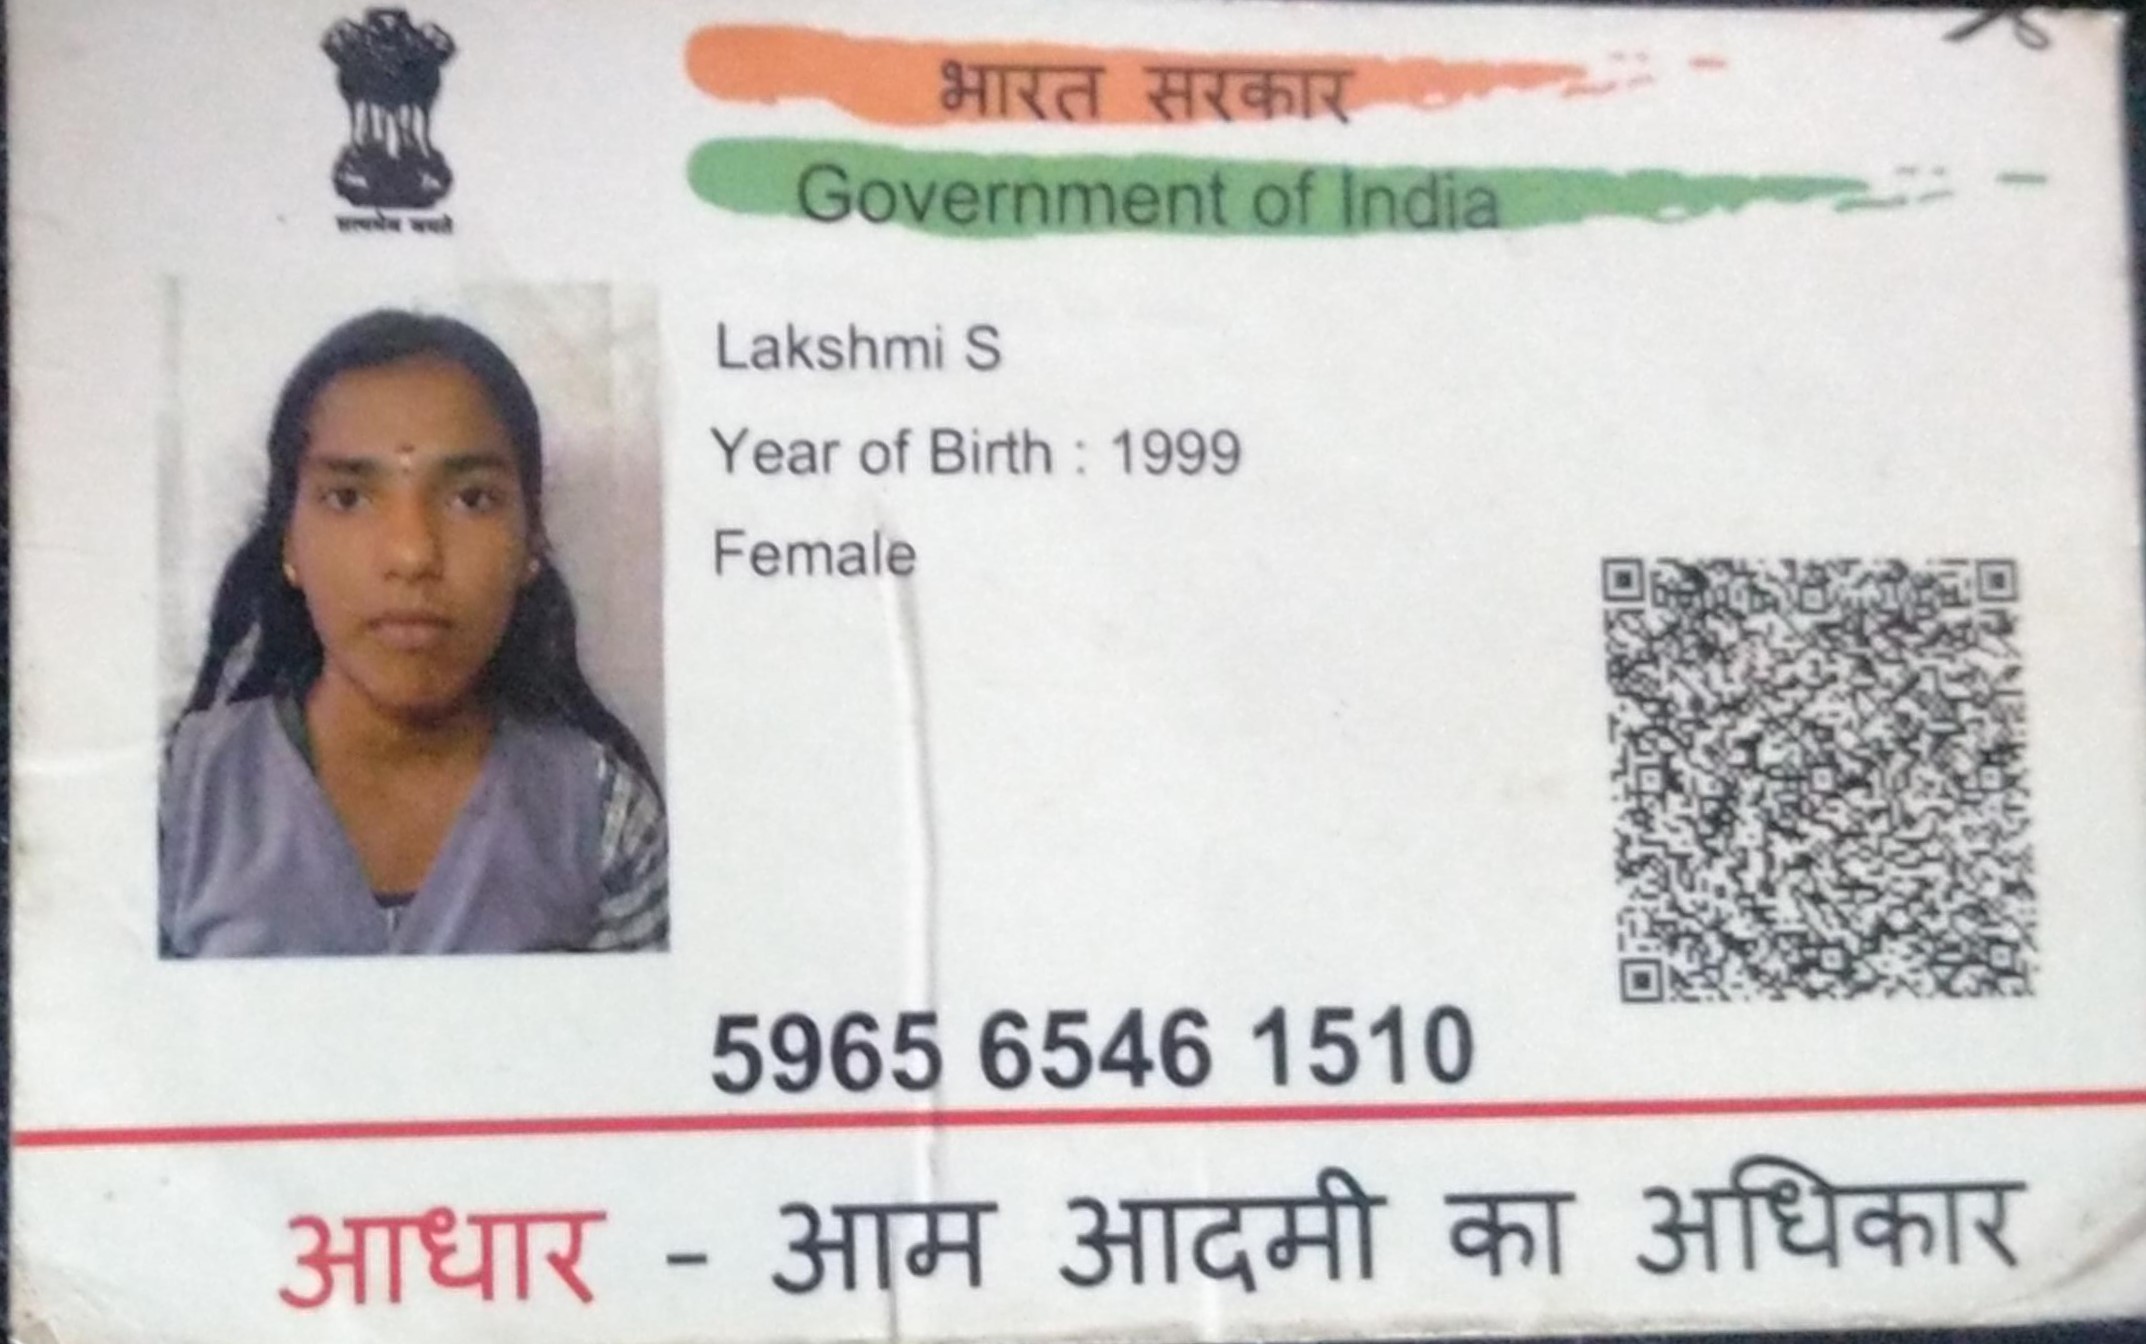 सत्यमेव जयते
भारत सरकार
Government of India
Lakshmi S
Year of Birth : 1999
Female
5965 6546 1510
आधार - आम आदमी का अधिकार